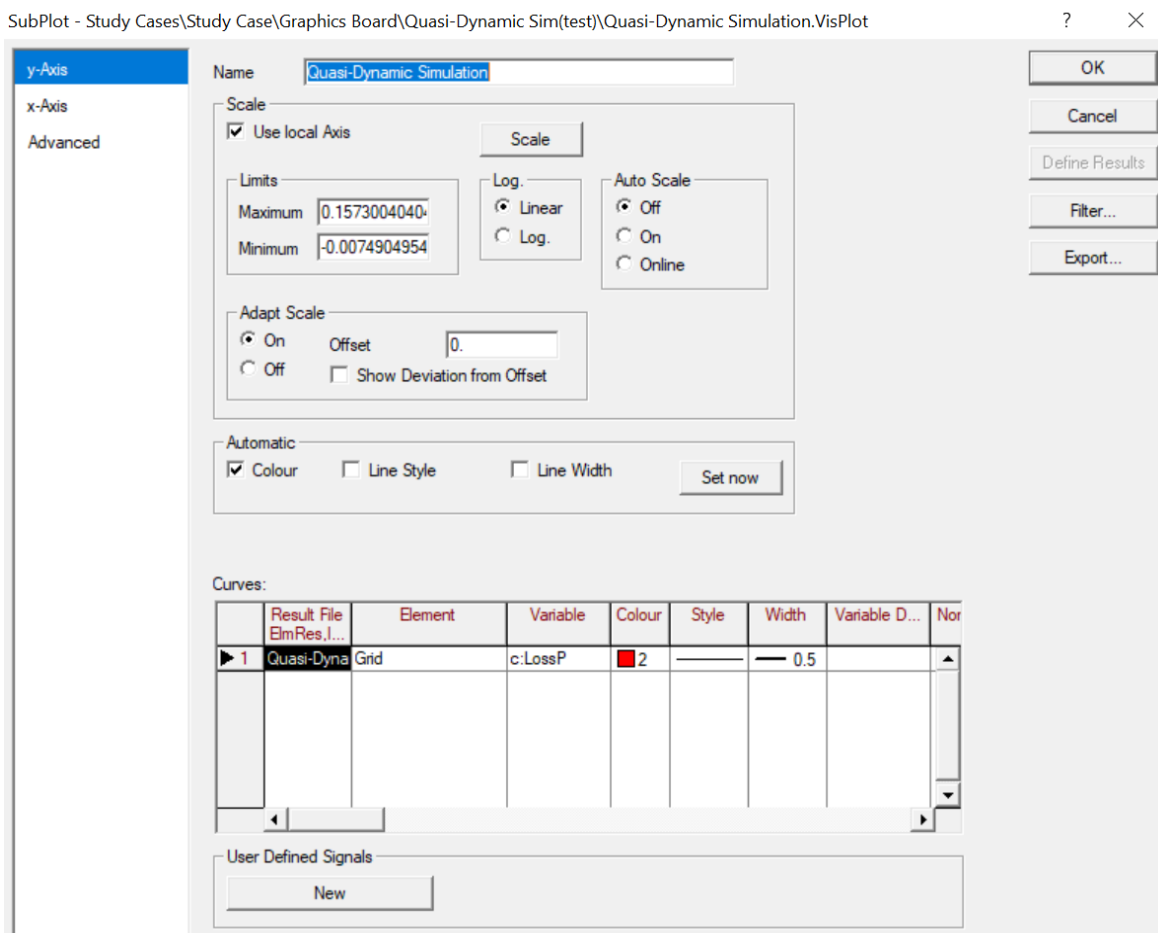 SubPlot - Study Cases\Study Case\Graphics Board\Quasi-Dynamic Sim(test)\Quasi-Dynamic Simulation.VisPlot ?
y-Axis
x-Axis
Advanced
Name Quasi-Dynamic Simulation
Scale
Use local Axis Scale
Limits
Maximum 0.1573004040
Minimum -0.0074904954
Log.
Linear
Log.
Auto Scale
Off
On
Online
Adapt Scale
On
Off
Offset 0.
Show Deviation from Offset
Automatic
Colour Line Style Line Width Set now
Curves:
Result File Element Variable Colour Style Width Variable D... Nor
ElmRes,I...
1 Quasi-Dyna Grid c:LossP 2 0.5
User Defined Signals
New
OK
Cancel
Define Results
Filter...
Export...